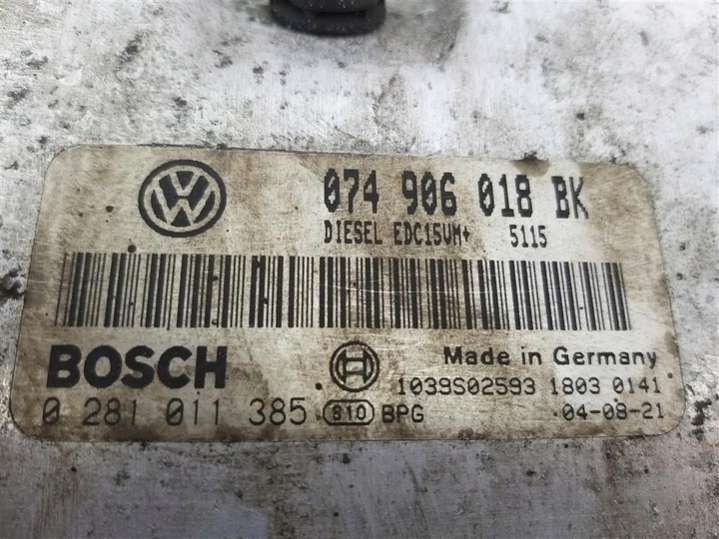 074 906 018 BK
DIESEL EDC15VM+ 5115
BOSCH
Made in Germany
1039S02593 1803 0141
0 281 011 385 810 BPG 04-08-21